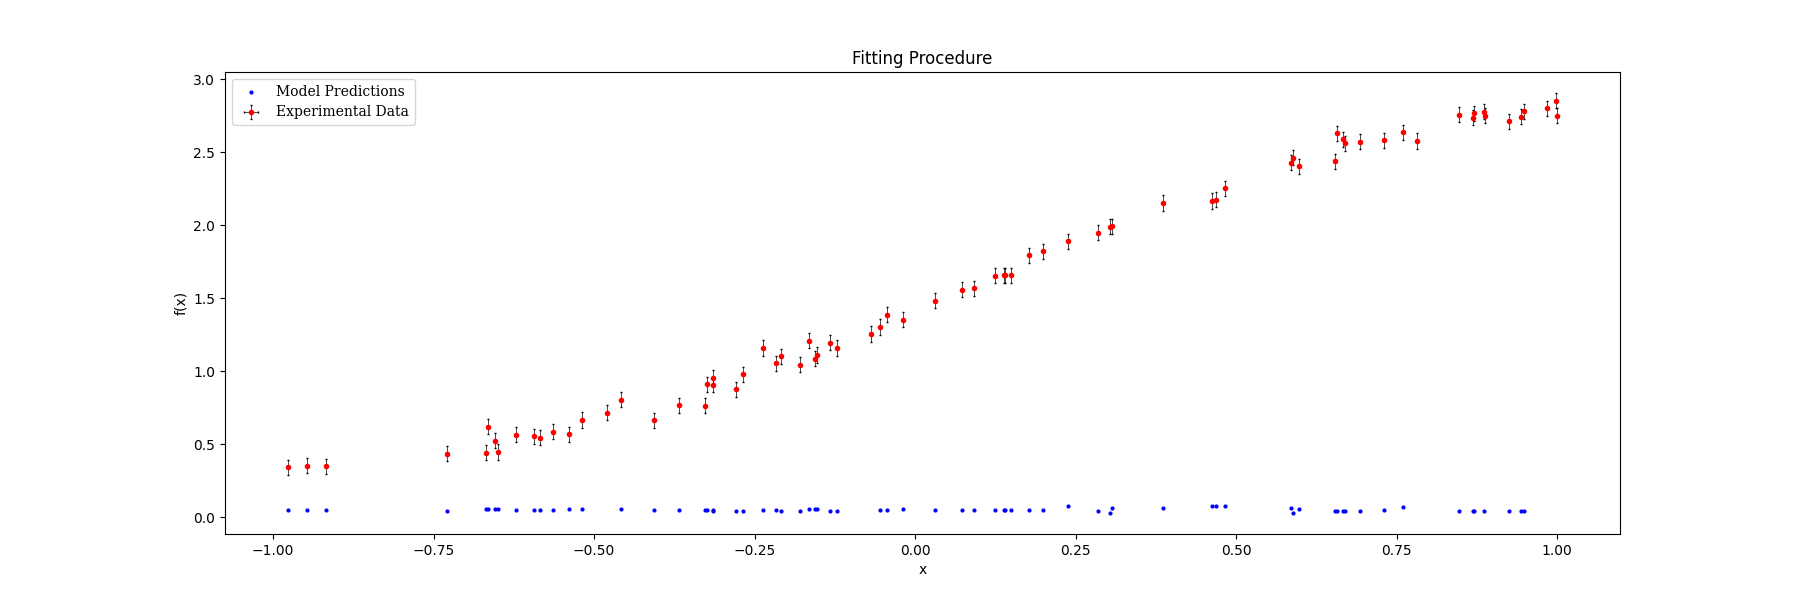 Fitting Procedure
3.0
2.5
2.0
1.5
1.0
0.5
0.0
f(x)
Model Predictions
Experimental Data
−1.00 −0.75 −0.50 −0.25 0.00 0.25 0.50 0.75 1.00
x